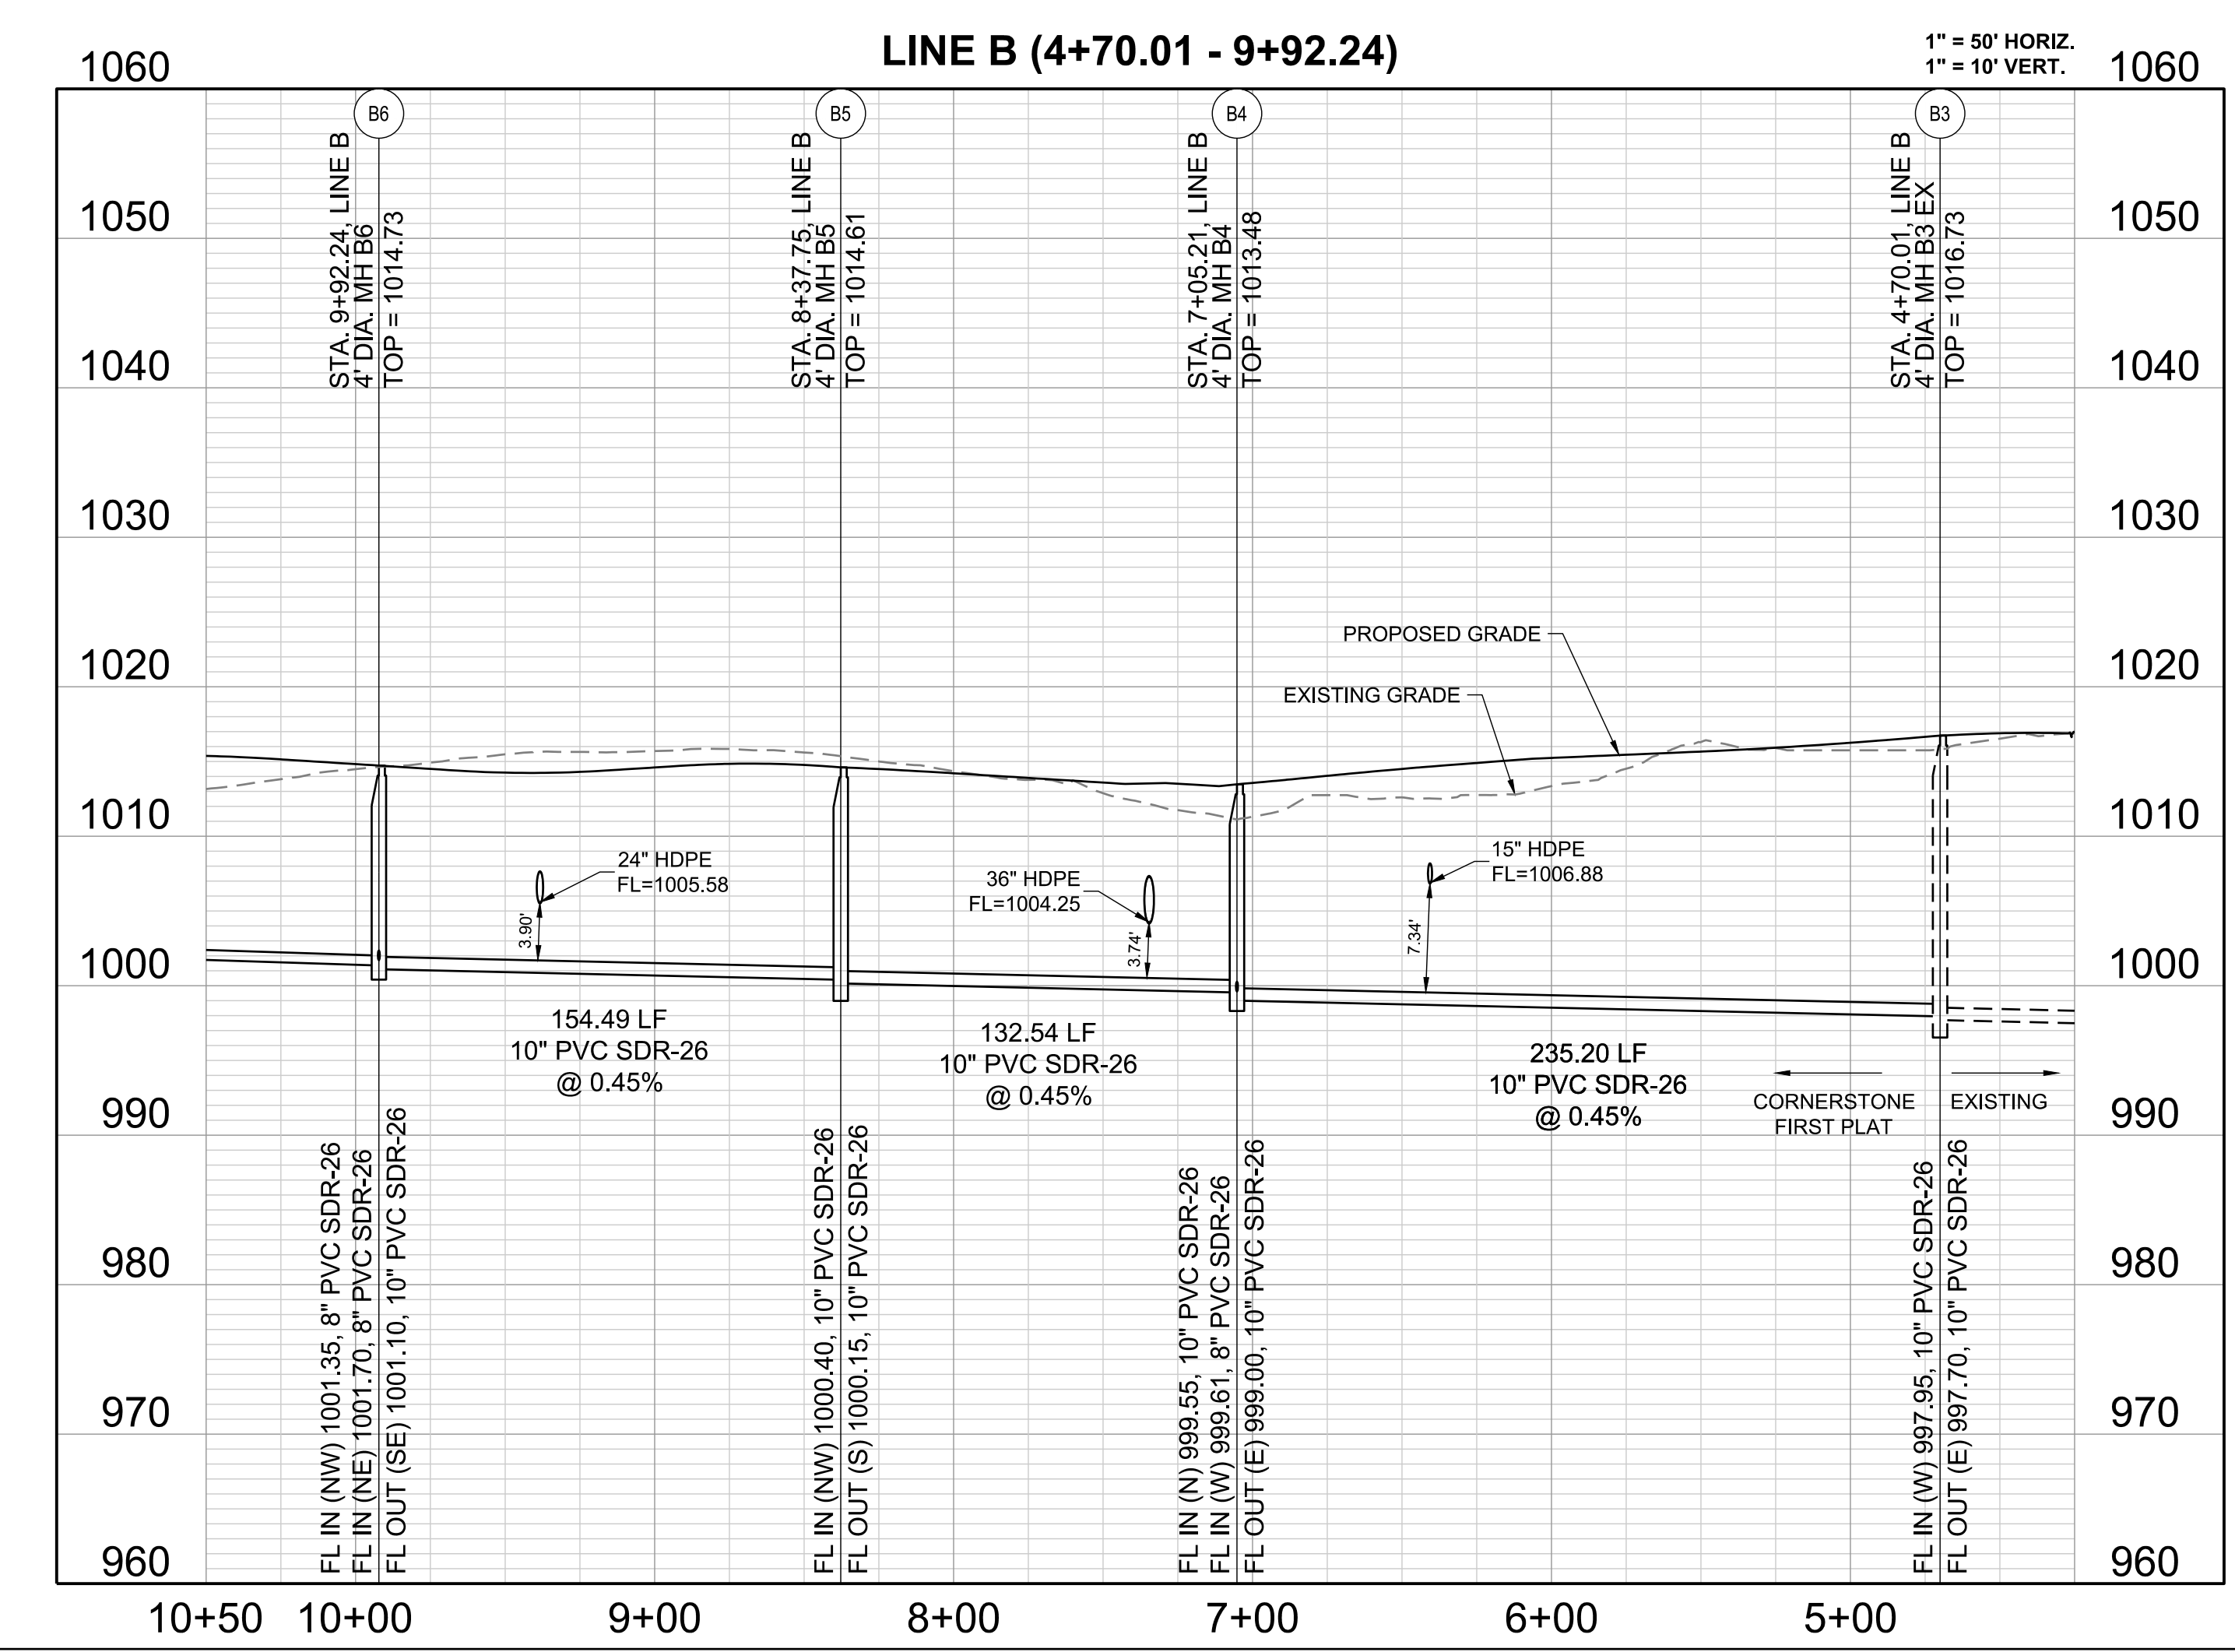 LINE B (4+70.01 - 9+92.24)
1" = 50' HORIZ.
1" = 10' VERT.
1060
1060
B6
B5
B4
B3
STA. 9+92.24, LINE B
4' DIA. MH B6
TOP = 1014.73
STA. 8+37.75, LINE B
4' DIA. MH B5
TOP = 1014.61
STA. 7+05.21, LINE B
4' DIA. MH B4
TOP = 1013.48
STA. 4+70.01, LINE B
4' DIA. MH B3 EX
TOP = 1016.73
1050
1050
1040
1040
1030
1030
PROPOSED GRADE
1020
1020
EXISTING GRADE
1010
1010
24" HDPE
FL=1005.58
3.90'
36" HDPE
FL=1004.25
3.74'
15" HDPE
FL=1006.88
7.34'
1000
1000
154.49 LF
10" PVC SDR-26
@ 0.45%
132.54 LF
10" PVC SDR-26
@ 0.45%
235.20 LF
10" PVC SDR-26
@ 0.45%
CORNERSTONE
FIRST PLAT
EXISTING
990
990
FL IN (NW) 1001.35, 8" PVC SDR-26
FL IN (NE) 1001.70, 8" PVC SDR-26
FL OUT (SE) 1001.10, 10" PVC SDR-26
FL IN (NW) 1000.40, 10" PVC SDR-26
FL OUT (S) 1000.15, 10" PVC SDR-26
FL IN (N) 999.55, 10" PVC SDR-26
FL IN (W) 999.61, 8" PVC SDR-26
FL OUT (E) 999.00, 10" PVC SDR-26
FL IN (W) 997.95, 10" PVC SDR-26
FL OUT (E) 997.70, 10" PVC SDR-26
980
980
970
970
960
960
10+50 10+00 9+00 8+00 7+00 6+00 5+00